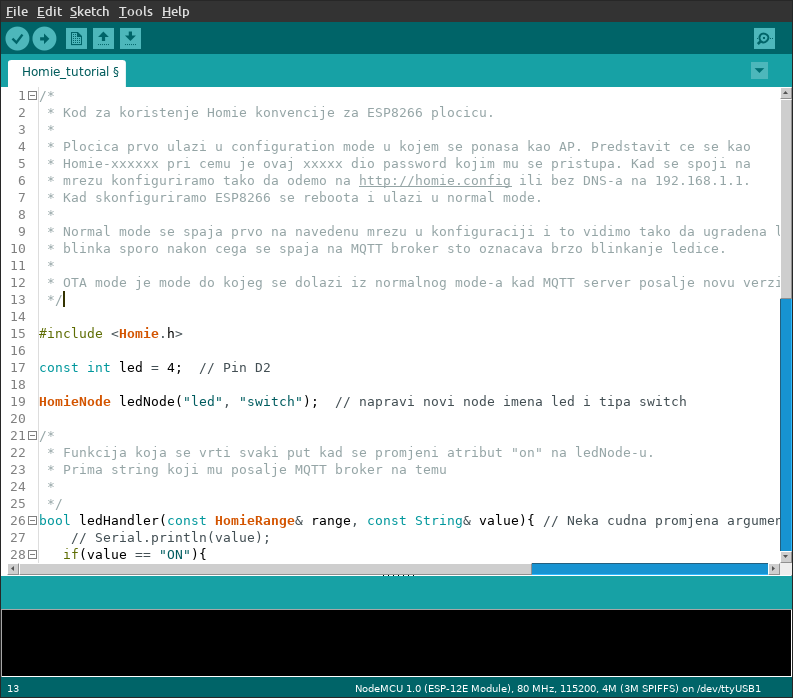 File Edit Sketch Tools Help
Homie_tutorial §
1 /*
2  * Kod za koristenje Homie konvencije za ESP8266 plocicu.
3  *
4  * Plocica prvo ulazi u configuration mode u kojem se ponasa kao AP. Predstavit ce se kao
5  * Homie-xxxxxx pri cemu je ovaj xxxxx dio password kojim mu se pristupa. Kad se spoji na
6  * mrezu konfiguriramo tako da odemo na http://homie.config ili bez DNS-a na 192.168.1.1.
7  * Kad skonfiguriramo ESP8266 se reboota i ulazi u normal mode.
8  *
9  * Normal mode se spaja prvo na navedenu mrezu u konfiguraciji i to vidimo tako da ugradena l
10  * blinka sporo nakon cega se spaja na MQTT broker sto oznacava brzo blinkanje ledice.
11  *
12  * OTA mode je mode do kojeg se dolazi iz normalnog mode-a kad MQTT server posalje novu verzi
13  */
14
15 #include <Homie.h>
16
17 const int led = 4;  // Pin D2
18
19 HomieNode ledNode("led", "switch");  // napravi novi node imena led i tipa switch
20
21 /*
22  * Funkcija koja se vrti svaki put kad se promjeni atribut "on" na ledNode-u.
23  * Prima string koji mu posalje MQTT broker na temu
24  *
25  */
26 bool ledHandler(const HomieRange& range, const String& value){ // Neka cudna promjena argumen
27     // Serial.println(value);
28    if(value == "ON"){
13 NodeMCU 1.0 (ESP-12E Module), 80 MHz, 115200, 4M (3M SPIFFS) on /dev/ttyUSB1